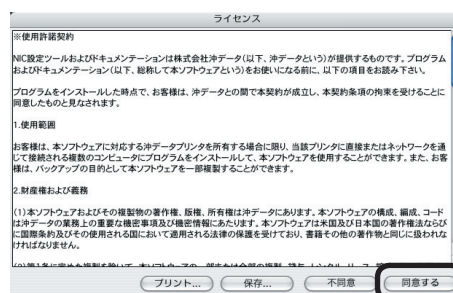 ライセンス
※使用許諾契約
NIC設定ツールおよびドキュメンテーションは株式会社沖データ(以下、沖データという)が提供するものです。プログラム
およびドキュメンテーション(以下、総称して本ソフトウェアという)をお使いになる前に、以下の項目をお読み下さい。
プログラムをインストールした時点で、お客様は、沖データとの間で本契約が成立し、本契約条項の拘束を受けることに
同意したものと見なされます。
1.使用範囲
お客様は、本ソフトウェアに対応する沖データプリンタを所有する場合に限り、当該プリンタに直接またはネットワークを通
じて接続される複数のコンピュータにプログラムをインストールして、本ソフトウェアを使用することができます。また、お客
様は、バックアップの目的として本ソフトウェアを一部複製することができます。
2.財産権および義務
(1)本ソフトウェアおよびその複製物の著作権、版権、所有権は沖データにあります。本ソフトウェアの構成、編成、コード
は沖データの業務上の重要な機密事項及び機密情報にあたります。本ソフトウェアは米国及び日本国の著作権法ならび
に国際条約及びその使用される国において適用される法律の保護を受けており、書籍その他の著作物と同じに扱われな
ければなりません。
プリント...
保存...
不同意
同意する